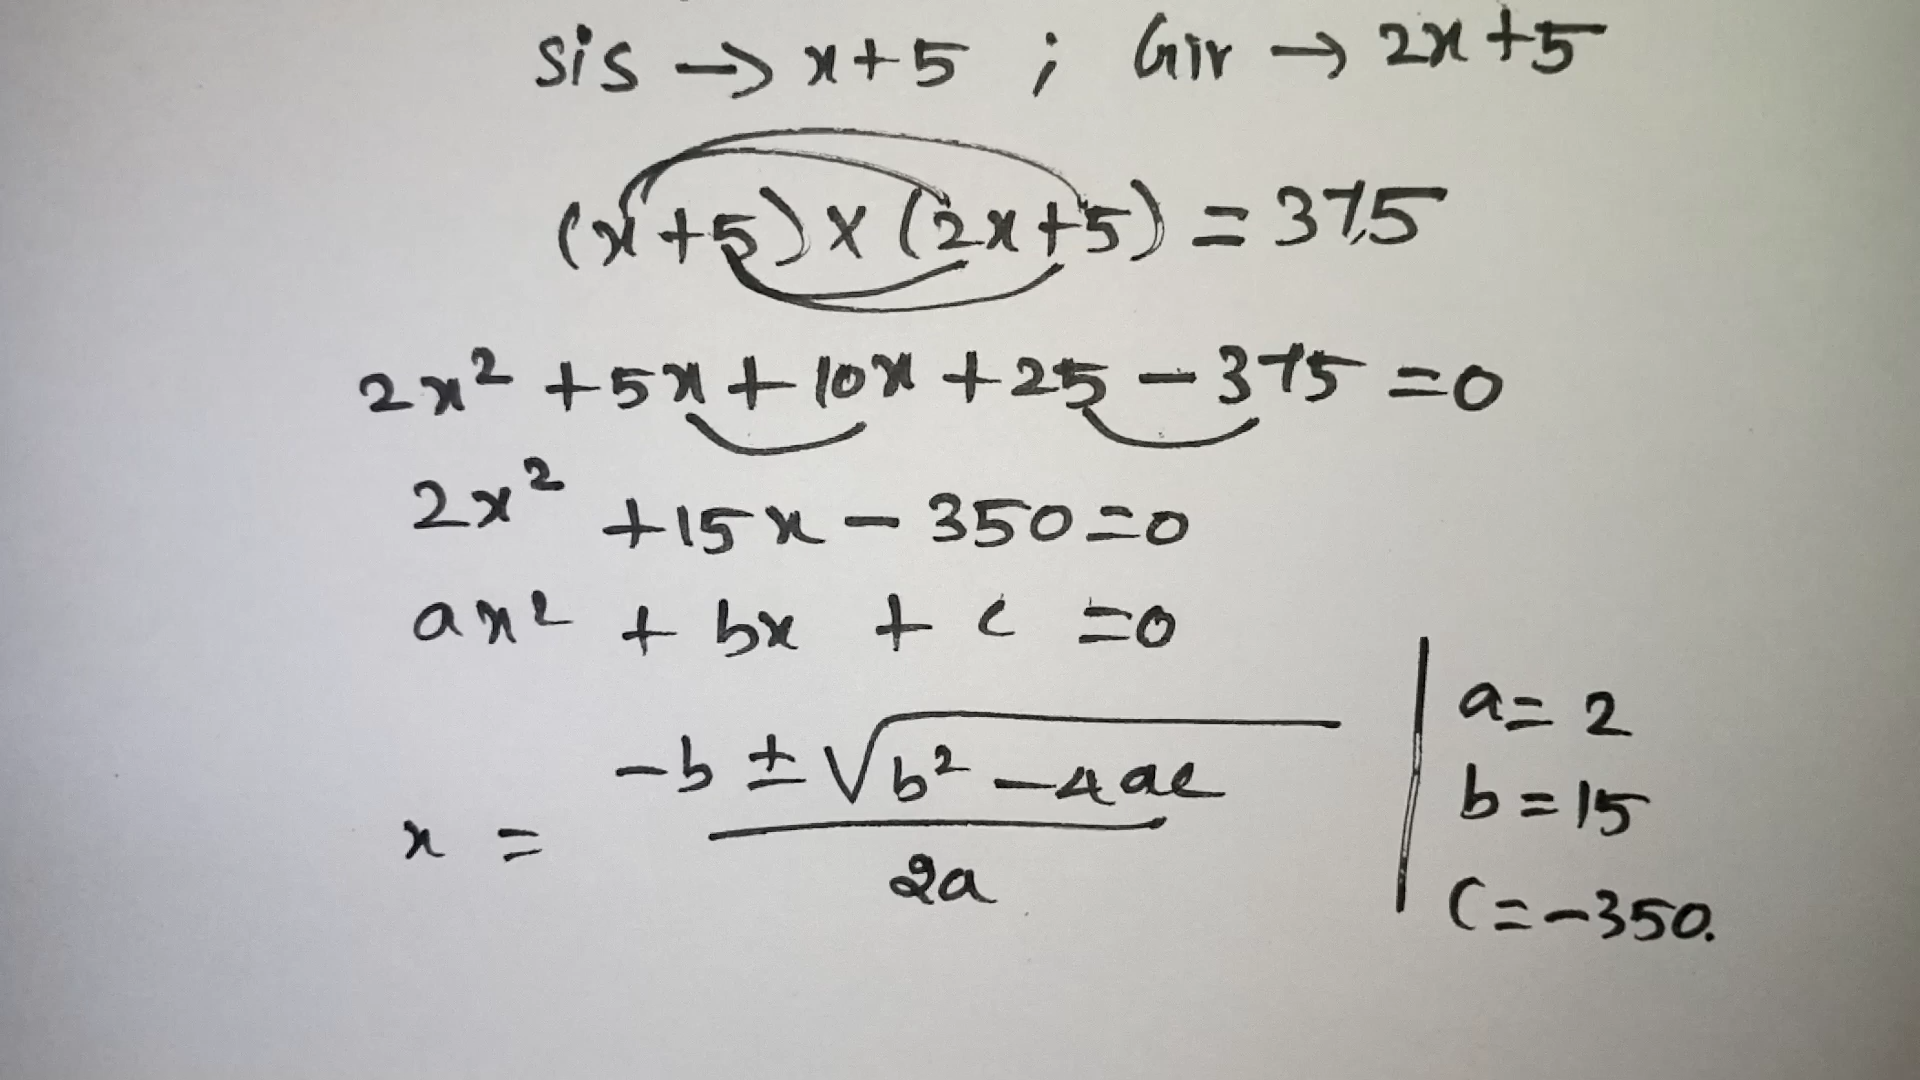 sis → x+5 ; Gir → 2x+5
(x+5) x (2x+5) = 375
2x² +5x + 10x +25 – 375 =0
2x² +15x – 350=0
ax² + bx + c =0
x = -b ± √b² – 4ac / 2a
a= 2
b = 15
C = -350.